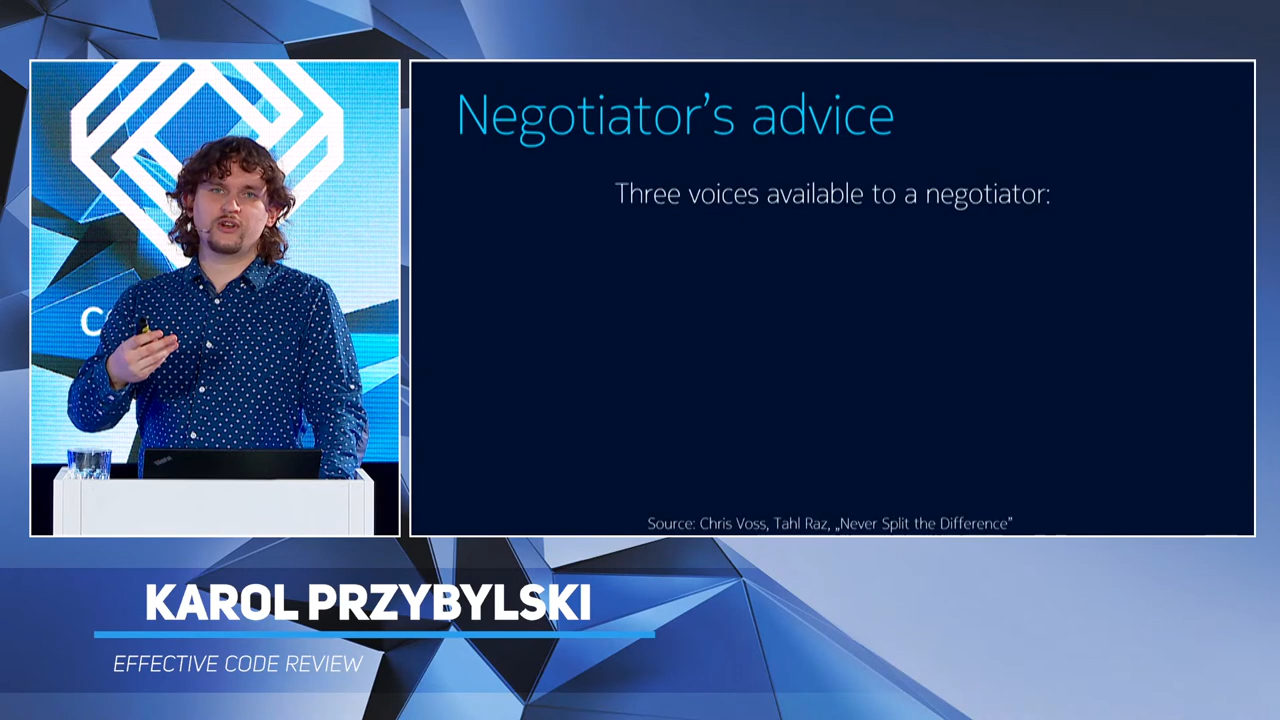 Negotiator's advice
Three voices available to a negotiator:
Source: Chris Voss, Tahl Raz, „Never Split the Difference”
KAROL PRZYBYLSKI
EFFECTIVE CODE REVIEW